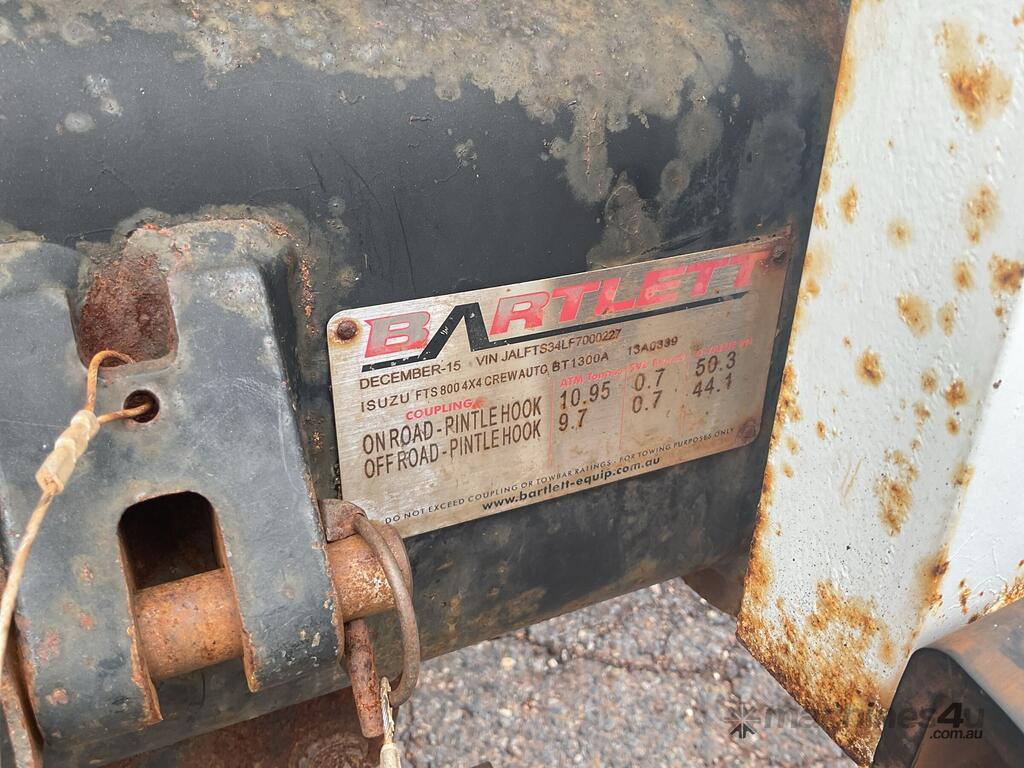 BARTLETT
DECEMBER-15 VIN JALFTS34LF7000227
ISUZU FTS 800 4X4 CREWAUTO BT1300A 13A0339
COUPLING ATM Tonnes
ON ROAD - PINTLE HOOK 10.95 0.7 50.3
OFF ROAD - PINTLE HOOK 9.7 0.7 44.1
DO NOT EXCEED COUPLING OR TOWBAR RATINGS - FOR TOWING PURPOSES ONLY
www.bartlett-equip.com.au
machines4u
.com.au